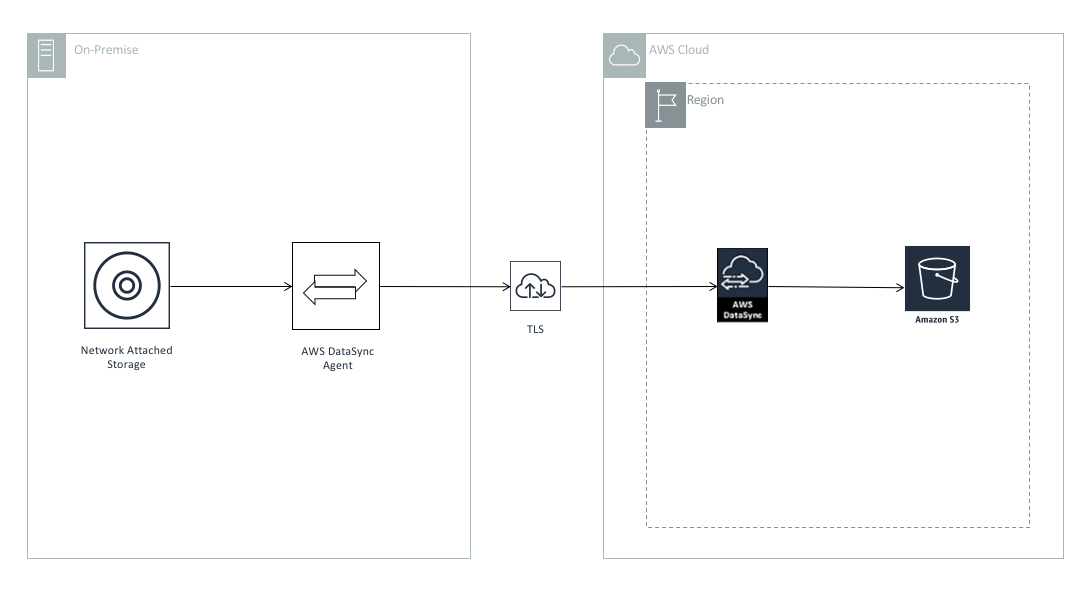 On-Premise
AWS Cloud
Region
Network Attached
Storage
AWS DataSync
Agent
TLS
AWS
DataSync
Amazon S3